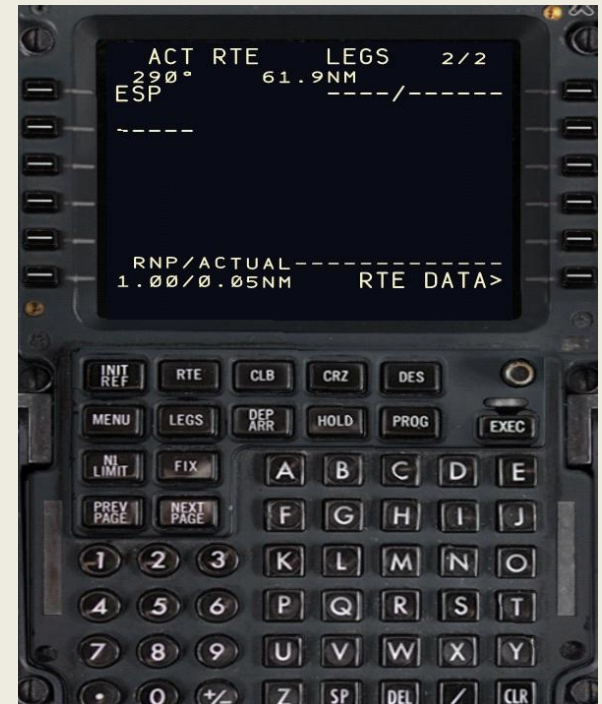 ACT RTE LEGS 2/2
290° 61.9NM
ESP ----/------
-----
RNP/ACTUAL-------------
1.00/0.05NM RTE DATA>
INIT REF RTE CLB CRZ DES
MENU LEGS DEP ARR HOLD PROG EXEC
N1 LIMIT FIX A B C D E
PREV PAGE NEXT PAGE F G H I J
1 2 3 K L M N O
4 5 6 P Q R S T
7 8 9 U V W X Y
. 0 +/- Z SP DEL / CLR